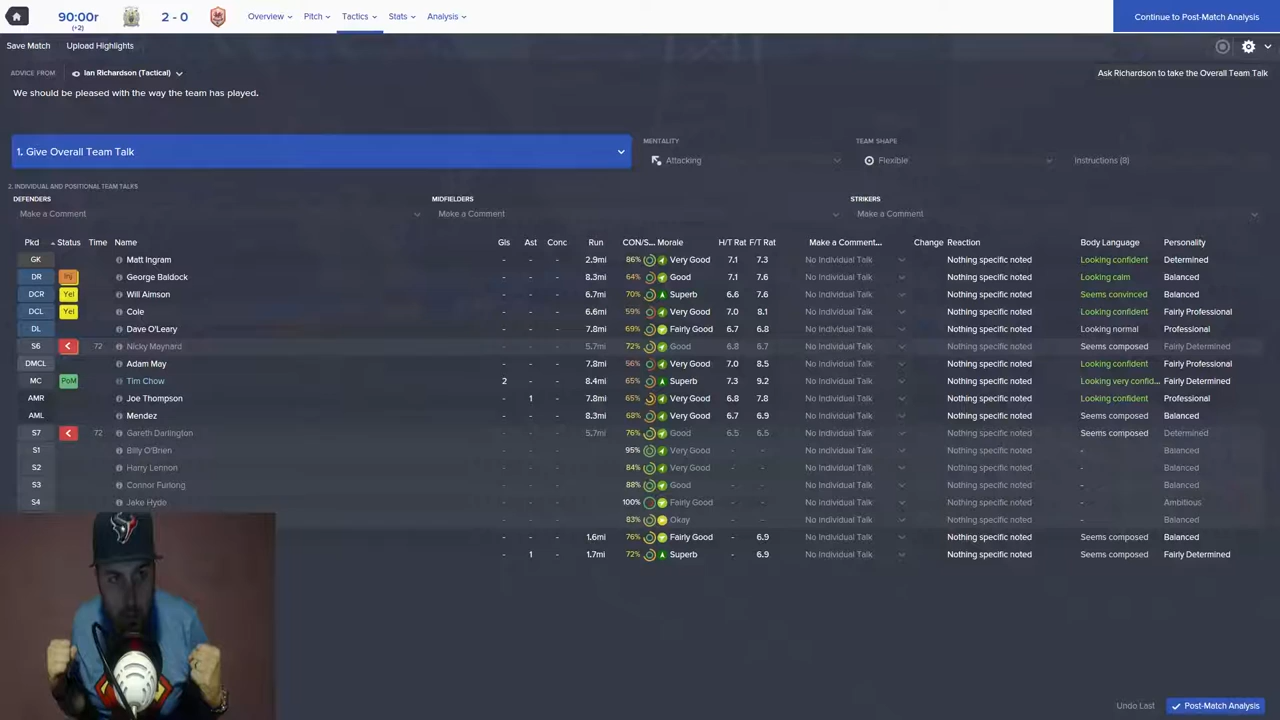 90:00r
(+2)
2 - 0
Overview Pitch Tactics Stats Analysis
Continue to Post-Match Analysis
Save Match Upload Highlights
ADVICE FROM Ian Richardson (Tactical)
Ask Richardson to take the Overall Team Talk
We should be pleased with the way the team has played.
1. Give Overall Team Talk
MENTALITY
Attacking
TEAM SHAPE
Flexible
Instructions (8)
2. INDIVIDUAL AND POSITIONAL TEAM TALKS
DEFENDERS MIDFIELDERS STRIKERS
Make a Comment Make a Comment Make a Comment
Pkd Status Time Name Gls Ast Conc Run CON/S... Morale H/T Rat F/T Rat Make a Comment... Change Reaction Body Language Personality
GK Matt Ingram - - - 2.9mi 86% Very Good 7.1 7.3 No Individual Talk Nothing specific noted Looking confident Determined
DR Inj George Baldock - - - 8.3mi 64% Good 7.1 7.6 No Individual Talk Nothing specific noted Looking calm Balanced
DCR Yel Will Aimson - - - 6.7mi 70% Superb 6.6 7.6 No Individual Talk Nothing specific noted Seems convinced Balanced
DCL Yel Cole - - - 6.6mi 59% Very Good 7.0 8.1 No Individual Talk Nothing specific noted Looking confident Fairly Professional
DL Dave O'Leary - - - 7.8mi 69% Fairly Good 6.7 6.8 No Individual Talk Nothing specific noted Looking normal Professional
S6 72 Nicky Maynard - - - 5.7mi 72% Good 6.8 6.7 No Individual Talk Nothing specific noted Seems composed Fairly Determined
DMCL Adam May - - - 7.8mi 56% Very Good 7.0 8.5 No Individual Talk Nothing specific noted Looking confident Fairly Professional
MC PoM Tim Chow 2 - - 8.4mi 65% Superb 7.3 9.2 No Individual Talk Nothing specific noted Looking very confid... Fairly Determined
AMR Joe Thompson - 1 - 7.8mi 65% Very Good 6.8 7.8 No Individual Talk Nothing specific noted Looking confident Professional
AML Mendez - - - 8.3mi 68% Very Good 6.7 6.9 No Individual Talk Nothing specific noted Seems composed Balanced
S7 72 Gareth Darlington - - - 5.7mi 76% Good 6.5 6.5 No Individual Talk Nothing specific noted Seems composed Determined
S1 Billy O'Brien - - - 95% Very Good - - No Individual Talk Nothing specific noted - Balanced
S2 Harry Lennon - - - 84% Very Good - - No Individual Talk Nothing specific noted - Balanced
S3 Connor Furlong - - - 88% Good - - No Individual Talk Nothing specific noted - Balanced
S4 Jake Hyde - - - 100% Fairly Good - - No Individual Talk Nothing specific noted - Ambitious
- - - 83% Okay - - No Individual Talk Nothing specific noted - Balanced
- - - 1.6mi 76% Fairly Good - 6.9 No Individual Talk Nothing specific noted Seems composed Balanced
- 1 - 1.7mi 72% Superb - 6.9 No Individual Talk Nothing specific noted Seems composed Fairly Determined
Undo Last Post-Match Analysis